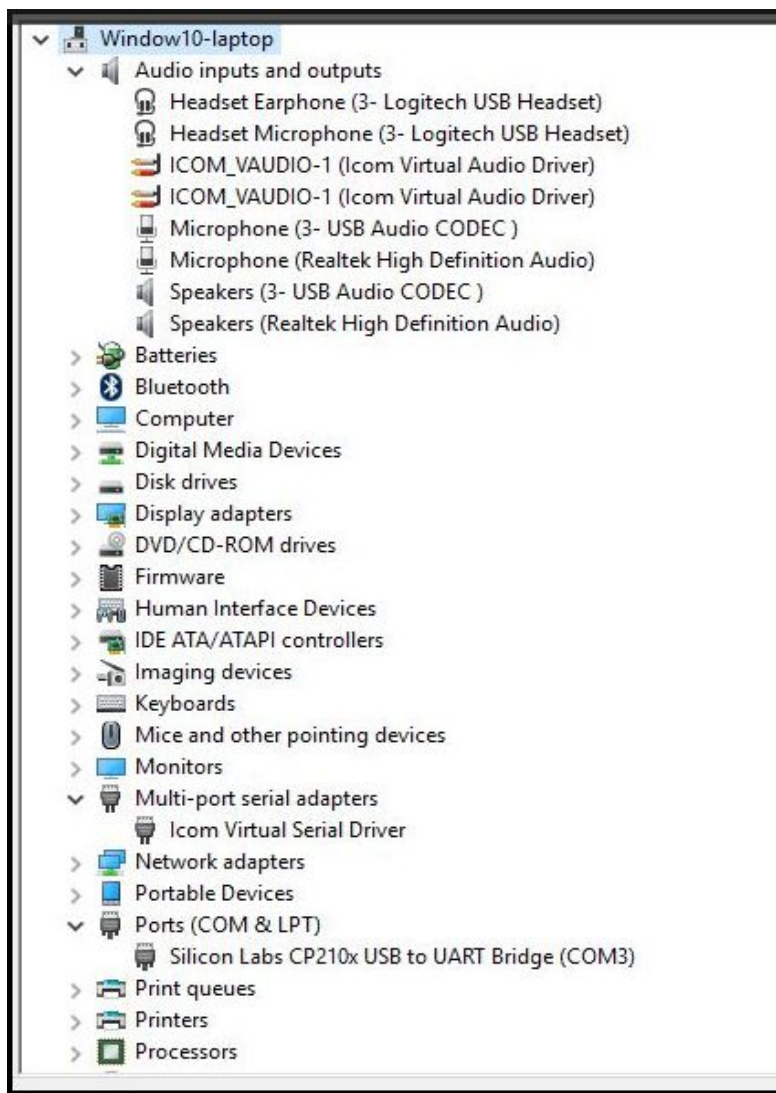 Window10-laptop
Audio inputs and outputs
Headset Earphone (3- Logitech USB Headset)
Headset Microphone (3- Logitech USB Headset)
ICOM_VAUDIO-1 (Icom Virtual Audio Driver)
ICOM_VAUDIO-1 (Icom Virtual Audio Driver)
Microphone (3- USB Audio CODEC )
Microphone (Realtek High Definition Audio)
Speakers (3- USB Audio CODEC )
Speakers (Realtek High Definition Audio)
Batteries
Bluetooth
Computer
Digital Media Devices
Disk drives
Display adapters
DVD/CD-ROM drives
Firmware
Human Interface Devices
IDE ATA/ATAPI controllers
Imaging devices
Keyboards
Mice and other pointing devices
Monitors
Multi-port serial adapters
Icom Virtual Serial Driver
Network adapters
Portable Devices
Ports (COM & LPT)
Silicon Labs CP210x USB to UART Bridge (COM3)
Print queues
Printers
Processors